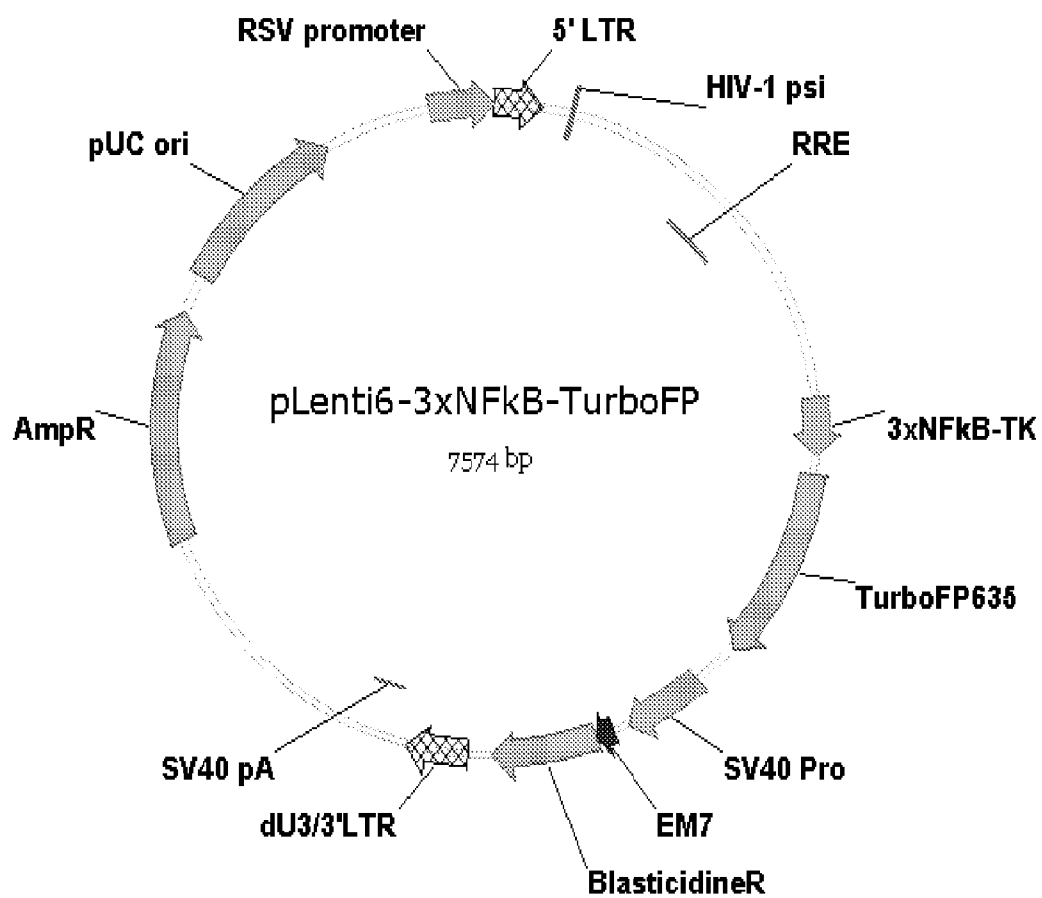 RSV promoter
5' LTR
HIV-1 psi
pUC ori
RRE
pLenti6-3xNFkB-TurboFP
7574 bp
AmpR
3xNFkB-TK
TurboFP635
SV40 pA
SV40 Pro
dU3/3'LTR
EM7
BlasticidineR